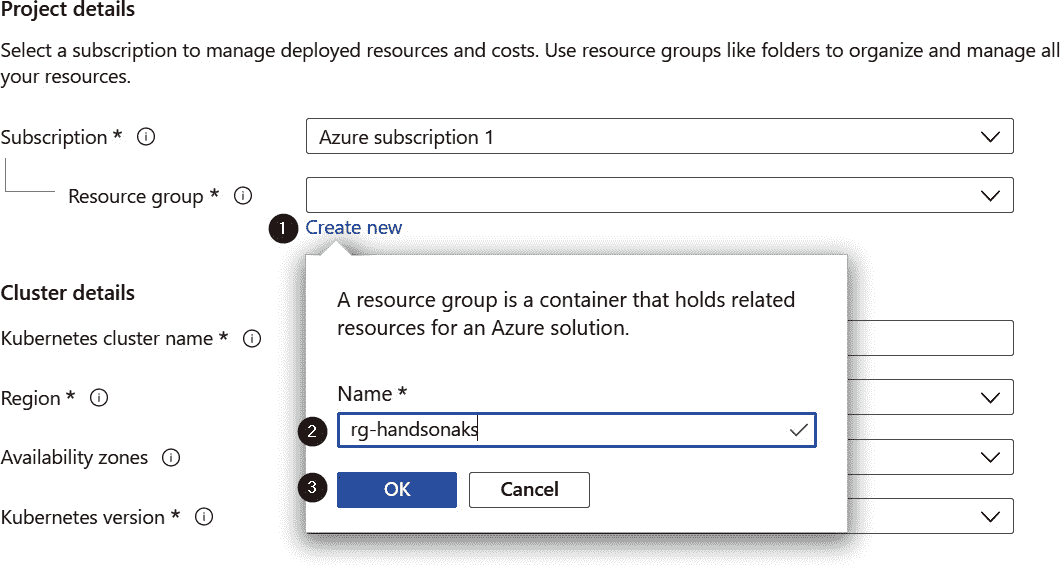 Project details
Select a subscription to manage deployed resources and costs. Use resource groups like folders to organize and manage all
your resources.
Subscription *
Azure subscription 1
Resource group *
1 Create new
A resource group is a container that holds related
resources for an Azure solution.
Name *
2 rg-handsonaks
3 OK Cancel
Cluster details
Kubernetes cluster name *
Region *
Availability zones
Kubernetes version *